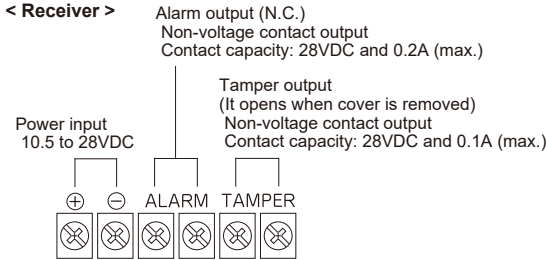 < Receiver >
Alarm output (N.C.)
Non-voltage contact output
Contact capacity: 28VDC and 0.2A (max.)
Tamper output
(It opens when cover is removed)
Non-voltage contact output
Contact capacity: 28VDC and 0.1A (max.)
Power input
10.5 to 28VDC
⊕ ⊖ ALARM TAMPER